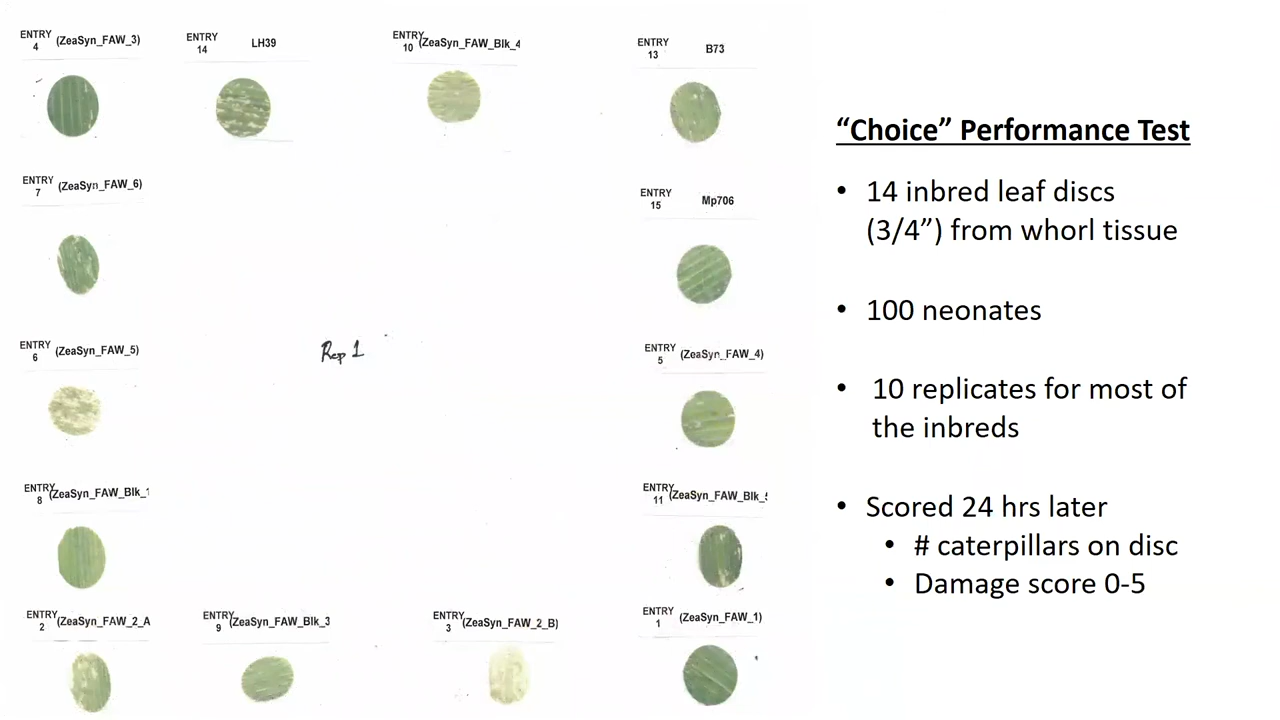 ENTRY 4 (ZeaSyn_FAW_3)
ENTRY 14 LH39
ENTRY 10 (ZeaSyn_FAW_Blk_4
ENTRY 13 B73
ENTRY 7 (ZeaSyn_FAW_6)
ENTRY 15 Mp706
ENTRY 6 (ZeaSyn_FAW_5)
Rep 1
ENTRY 5 (ZeaSyn_FAW_4)
ENTRY 8 (ZeaSyn_FAW_Blk_1
ENTRY 11 (ZeaSyn_FAW_Blk_5
ENTRY 2 (ZeaSyn_FAW_2_A
ENTRY 9 (ZeaSyn_FAW_Blk_3
ENTRY 3 (ZeaSyn_FAW_2_B)
ENTRY 1 (ZeaSyn_FAW_1)
“Choice” Performance Test
• 14 inbred leaf discs
(3/4”) from whorl tissue
• 100 neonates
• 10 replicates for most of
the inbreds
• Scored 24 hrs later
• # caterpillars on disc
• Damage score 0-5